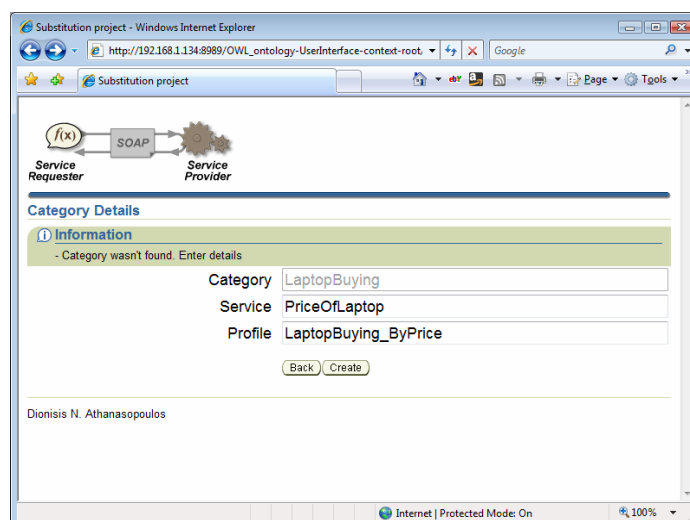 Substitution project - Windows Internet Explorer
http://192.168.1.134:8989/OWL_ontology-UserInterface-context-root,
Google
Substitution project
Page
Tools
f(x)
SOAP
Service Requester
Service Provider
Category Details
Information
- Category wasn't found. Enter details
Category LaptopBuying
Service PriceOfLaptop
Profile LaptopBuying_ByPrice
Back Create
Dionisis N. Athanasopoulos
Internet | Protected Mode: On
100%